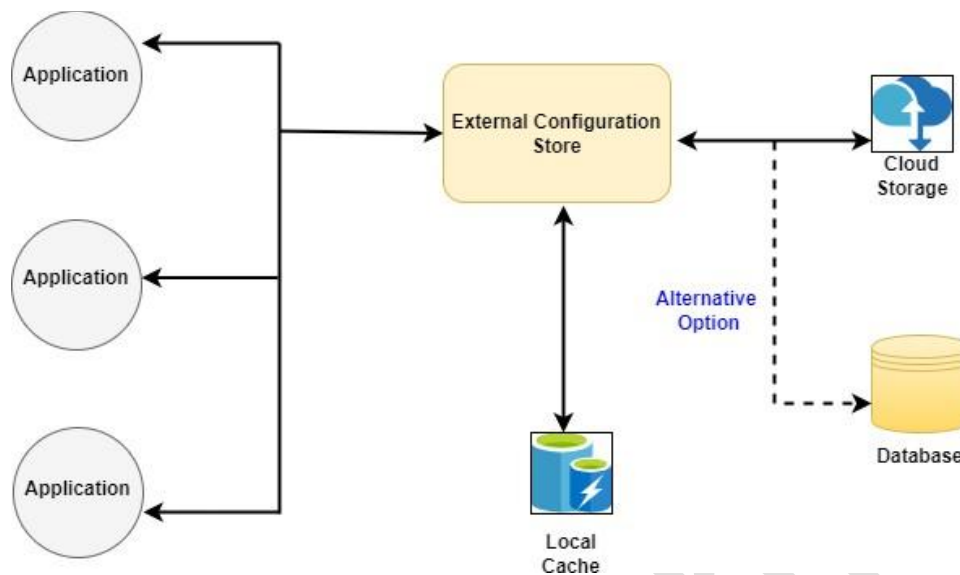 Application
External Configuration
Store
Cloud
Storage
Application
Alternative
Option
Database
Application
Local
Cache